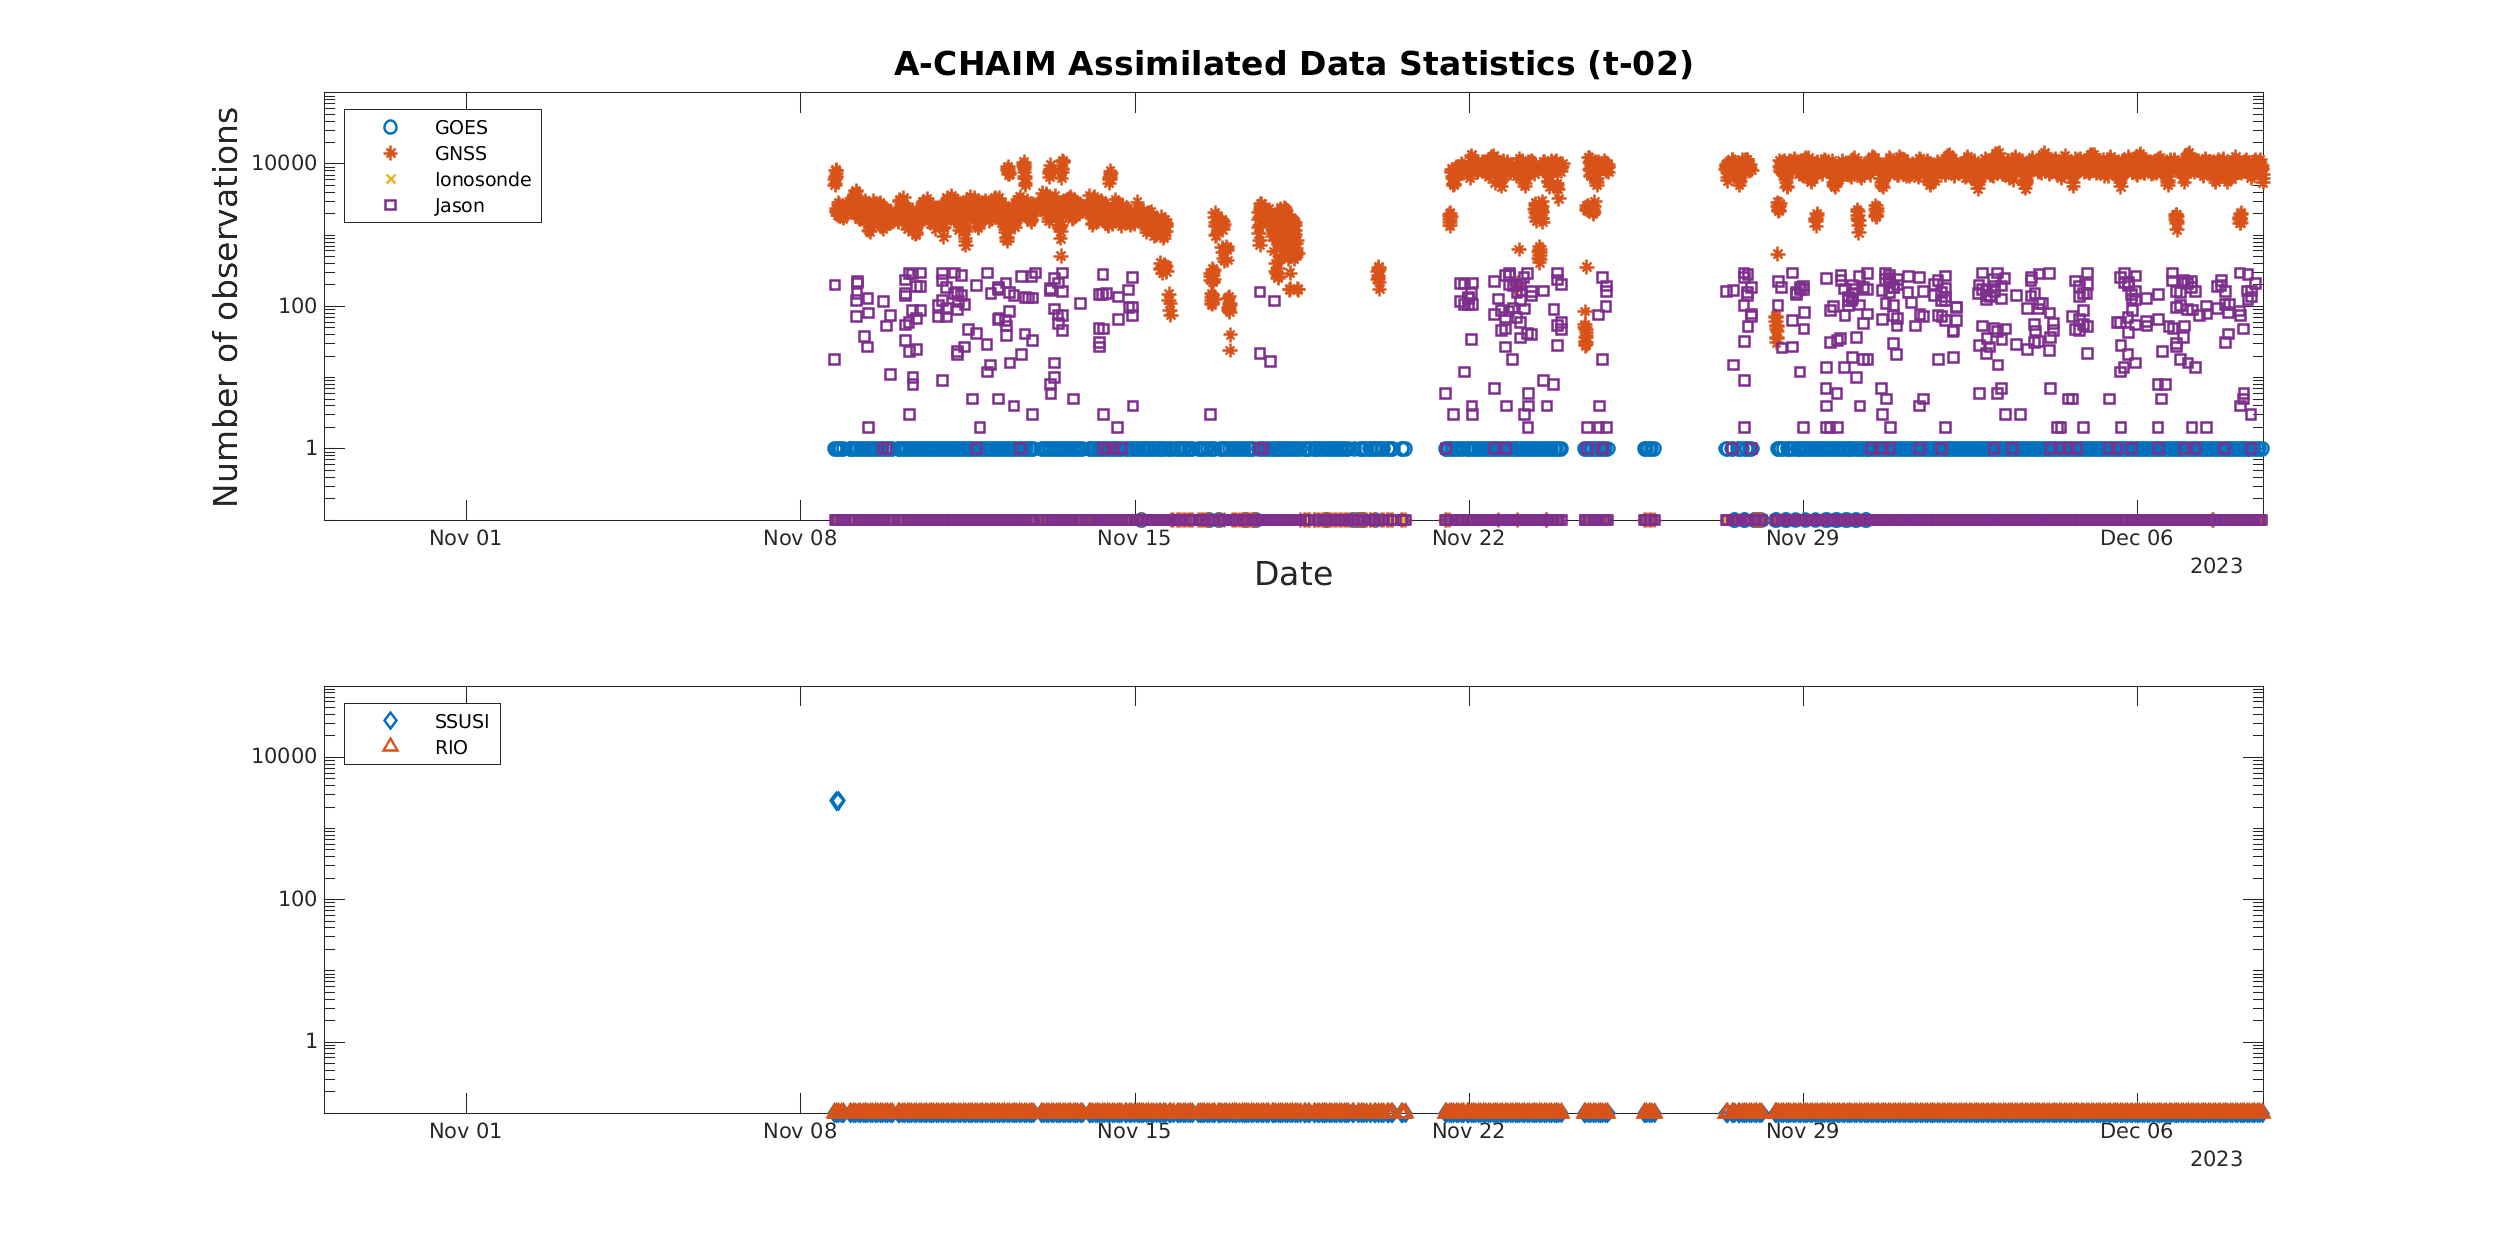 A-CHAIM Assimilated Data Statistics (t-02)
Number of observations
10000
100
1
GOES
GNSS
Ionosonde
Jason
Nov 01
Nov 08
Nov 15
Nov 22
Nov 29
Dec 06
2023
Date
10000
100
1
SSUSI
RIO
Nov 01
Nov 08
Nov 15
Nov 22
Nov 29
Dec 06
2023